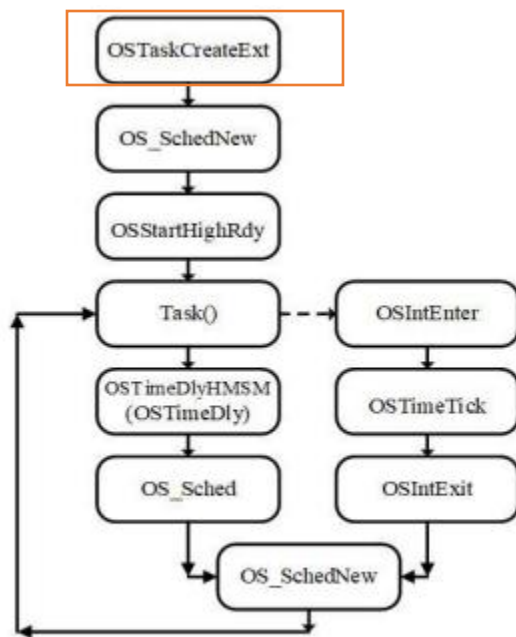 OSTaskCreateExt
OS_SchedNew
OSStartHighRdy
Task()
OSIntEnter
OSTimeDlyHMSM
(OSTimeDly)
OSTimeTick
OS_Sched
OSIntExit
OS_SchedNew